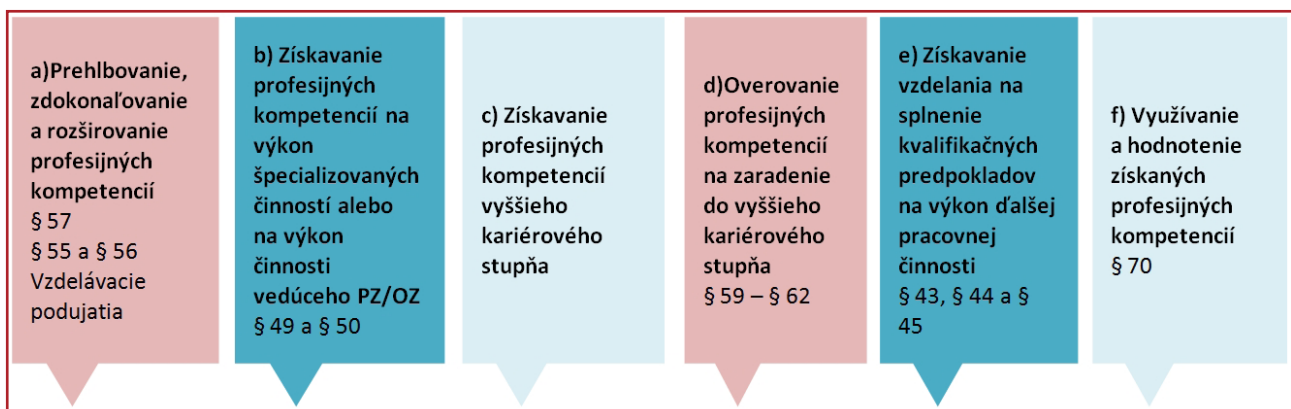 a)Prehlbovanie,
zdokonaľovanie
a rozširovanie
profesijných
kompetencií
§ 57
§ 55 a § 56
Vzdelávacie
podujatia
b) Získavanie
profesijných
kompetencií na
výkon
špecializovaných
činností alebo
na výkon
činnosti
vedúceho PZ/OZ
§ 49 a § 50
c) Získavanie
profesijných
kompetencií
vyššieho
kariérového
stupňa
d)Overovanie
profesijných
kompetencií
na zaradenie
do vyššieho
kariérového
stupňa
§ 59 – § 62
e) Získavanie
vzdelania na
splnenie
kvalifikačných
predpokladov
na výkon ďalšej
pracovnej
činnosti
§ 43, § 44 a §
45
f) Využívanie
a hodnotenie
získaných
profesijných
kompetencií
§ 70